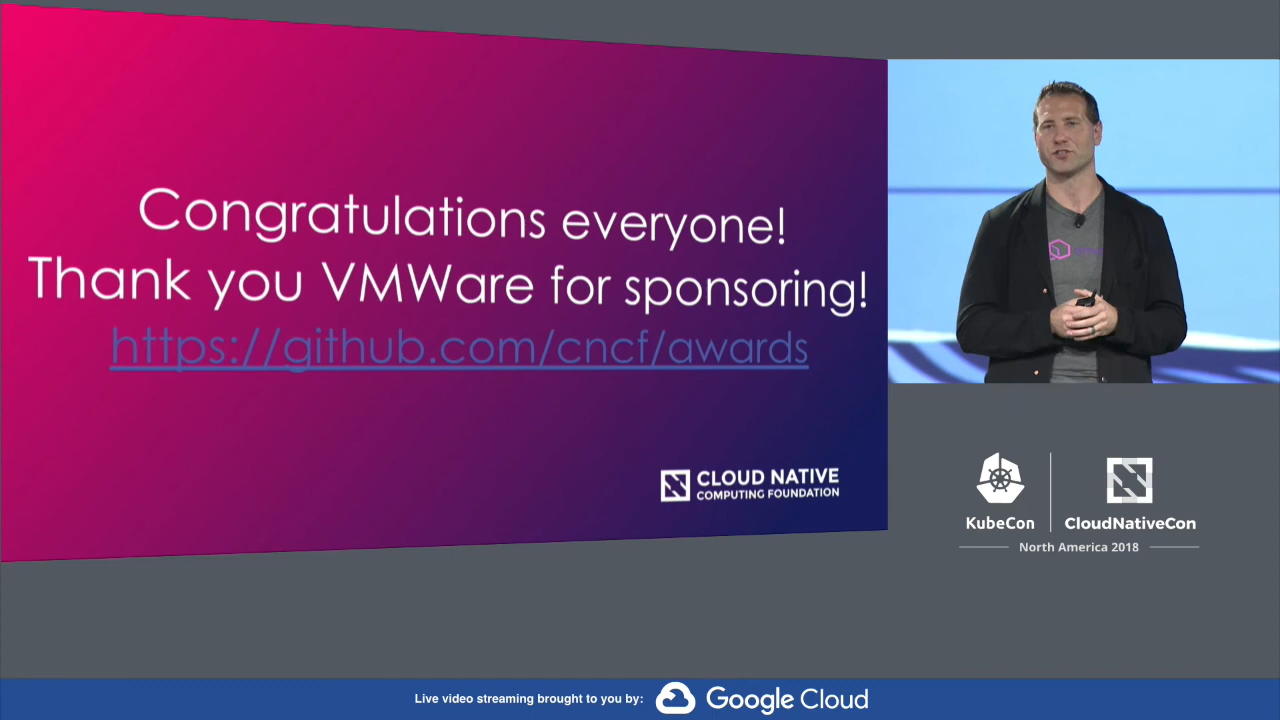 Congratulations everyone!
Thank you VMWare for sponsoring!
https://github.com/cncf/awards
CLOUD NATIVE
COMPUTING FOUNDATION
KubeCon
CloudNativeCon
North America 2018
Live video streaming brought to you by:
Google Cloud